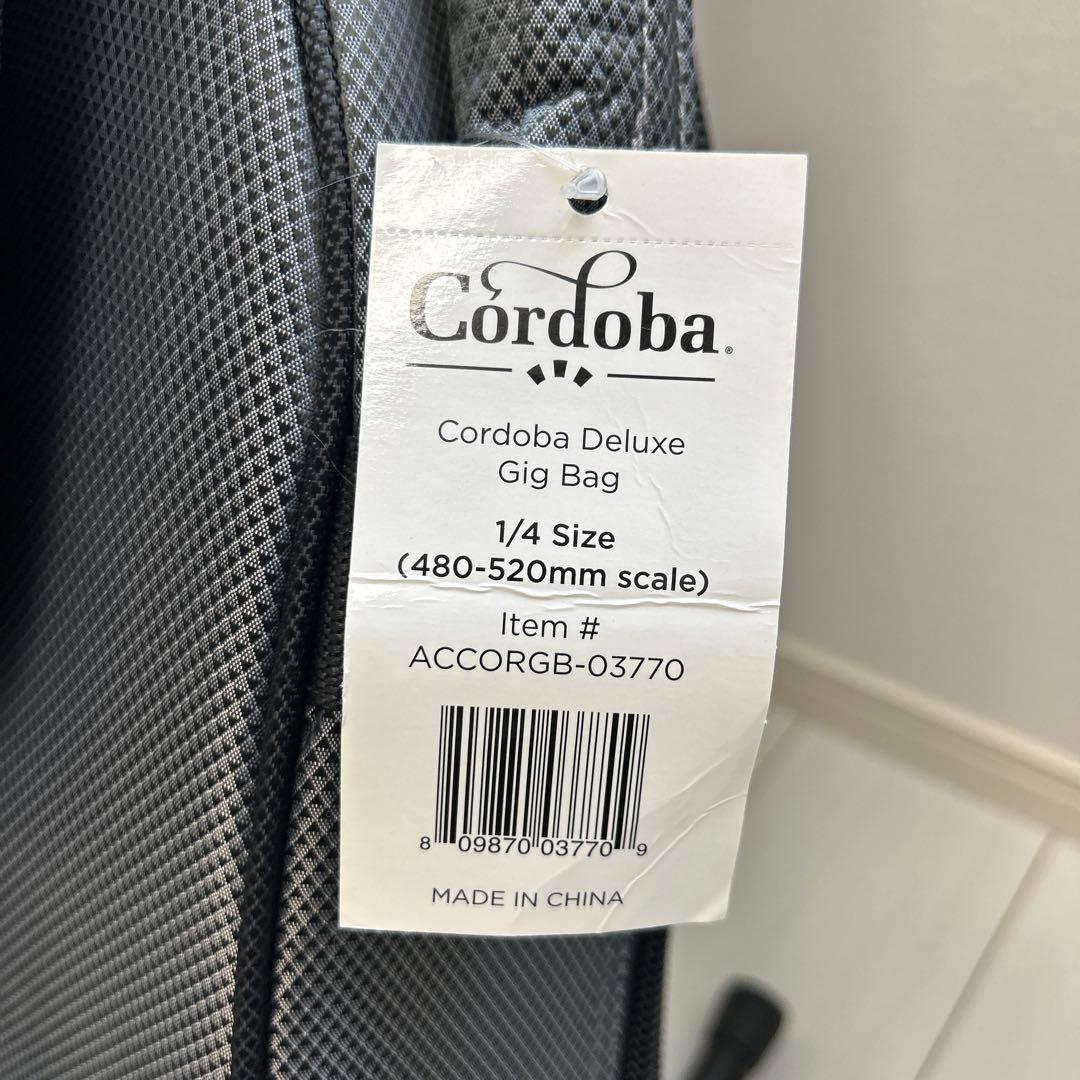 Córdoba®
Cordoba Deluxe
Gig Bag
1/4 Size
(480-520mm scale)
Item #
ACCORGB-03770
8 09870 03770 9
MADE IN CHINA